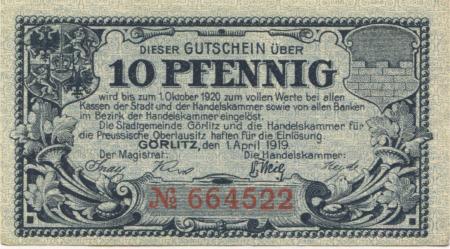 DIESER GUTSCHEIN ÜBER
10 PFENNIG
wird bis zum 1. Oktober 1920 zum vollen Werte bei allen
Kassen der Stadt und der Handelskammer sowie von allen Banken
im Bezirk der Handelskammer eingelöst.
Die Stadtgemeinde Görlitz und die Einlösungskammer für
die Preussische Oberlausitz haften für die Einlösung.
GÖRLITZ, den 1. April 1919.
Der Magistrat: Die Handelskammer:
№ 664522